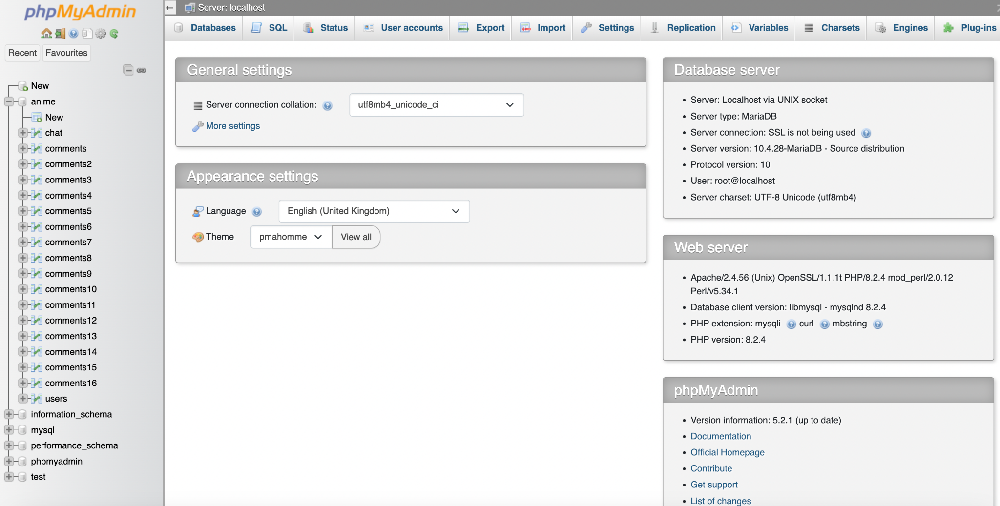 phpMyAdmin
Recent
Favourites
New
anime
New
chat
comments
comments2
comments3
comments4
comments5
comments6
comments7
comments8
comments9
comments10
comments11
comments12
comments13
comments14
comments15
comments16
users
information_schema
mysql
performance_schema
phpmyadmin
test
Server: localhost
Databases
SQL
Status
User accounts
Export
Import
Settings
Replication
Variables
Charsets
Engines
Plug-ins
General settings
Server connection collation:
utf8mb4_unicode_ci
More settings
Appearance settings
Language
English (United Kingdom)
Theme
pmahomme
View all
Database server
Server: Localhost via UNIX socket
Server type: MariaDB
Server connection: SSL is not being used
Server version: 10.4.28-MariaDB - Source distribution
Protocol version: 10
User: root@localhost
Server charset: UTF-8 Unicode (utf8mb4)
Web server
Apache/2.4.56 (Unix) OpenSSL/1.1.1t PHP/8.2.4 mod_perl/2.0.12
Perl/v5.34.1
Database client version: libmysql - mysqlnd 8.2.4
PHP extension: mysqli curl mbstring
PHP version: 8.2.4
phpMyAdmin
Version information: 5.2.1 (up to date)
Documentation
Official Homepage
Contribute
Get support
List of changes